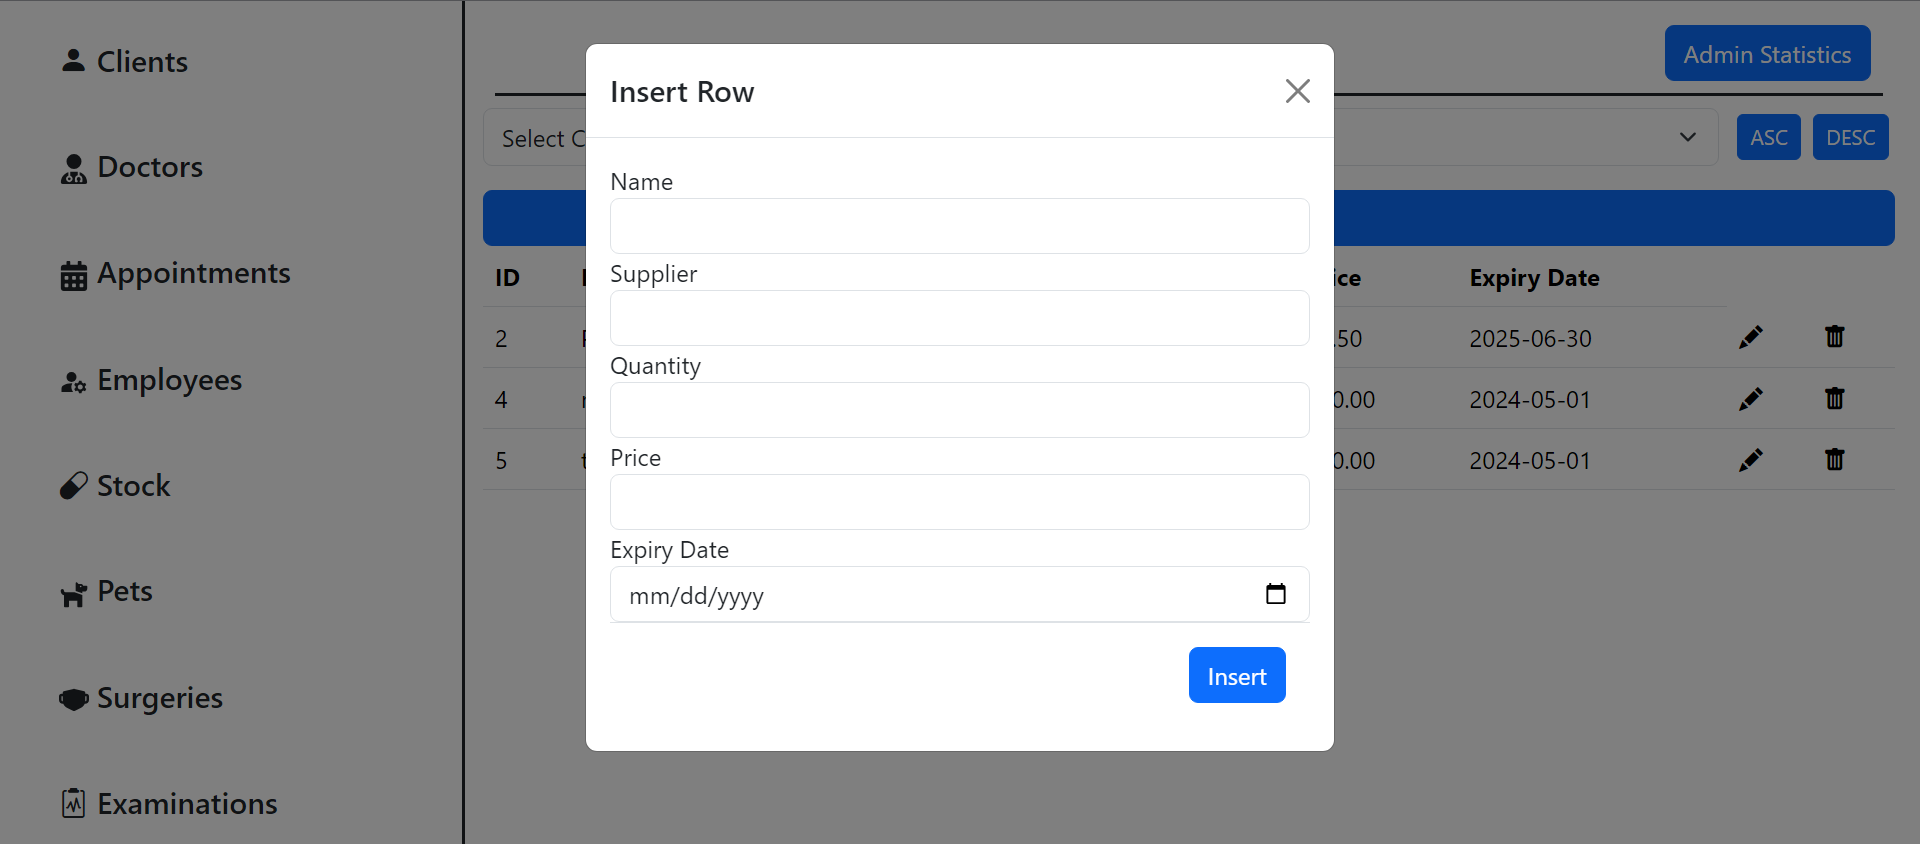 Clients
Doctors
Appointments
Employees
Stock
Pets
Surgeries
Examinations
Admin Statistics
Select
ASC
DESC
ID
Expiry Date
2
.50
2025-06-30
4
0.00
2024-05-01
5
0.00
2024-05-01
Insert Row
Name
Supplier
Quantity
Price
Expiry Date
mm/dd/yyyy
Insert